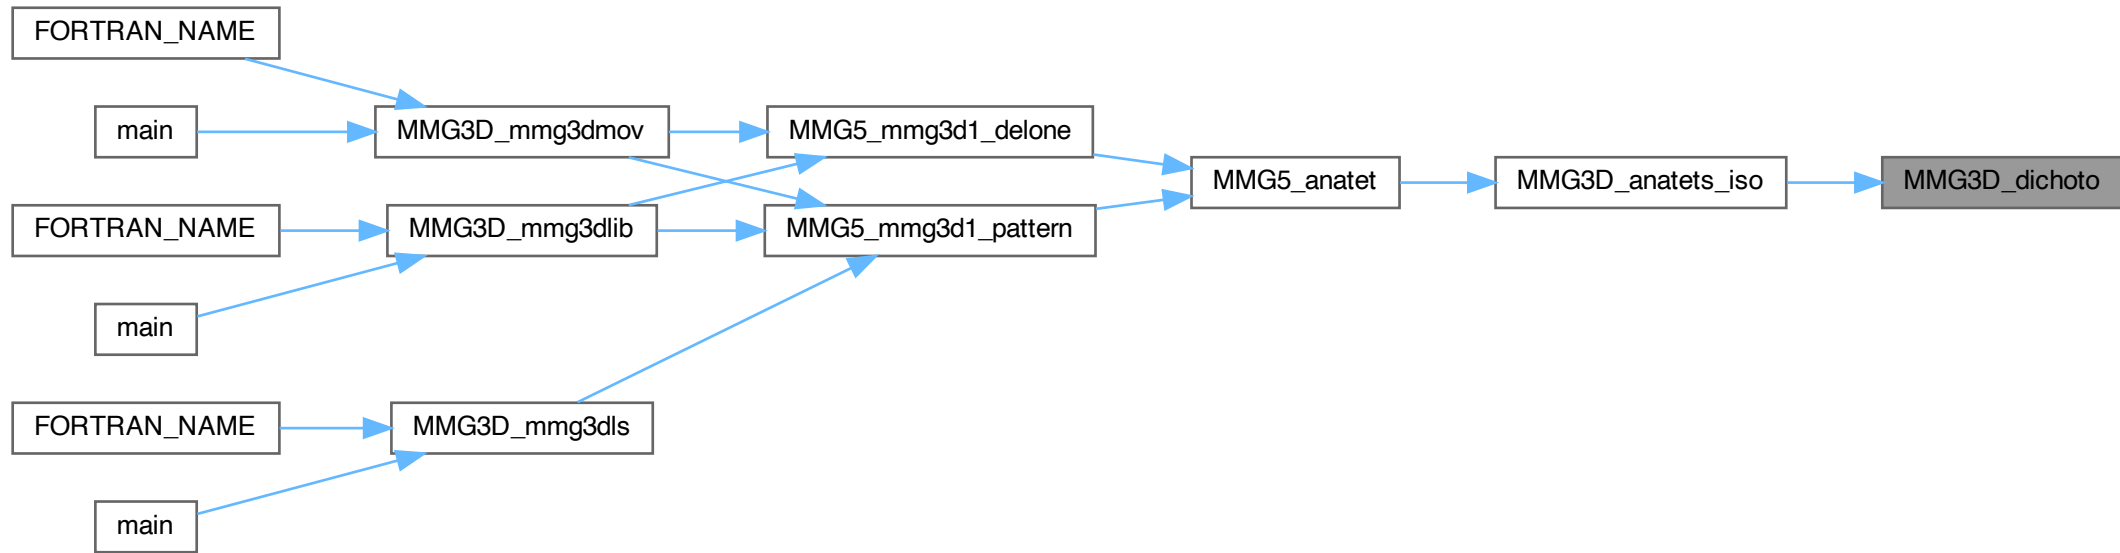 FORTRAN_NAME
main
MMG3D_mmg3dmov
MMG5_mmg3d1_delone
MMG5_anatet
MMG3D_anatets_iso
MMG3D_dichoto
FORTRAN_NAME
MMG3D_mmg3dlib
MMG5_mmg3d1_pattern
main
FORTRAN_NAME
MMG3D_mmg3dls
main